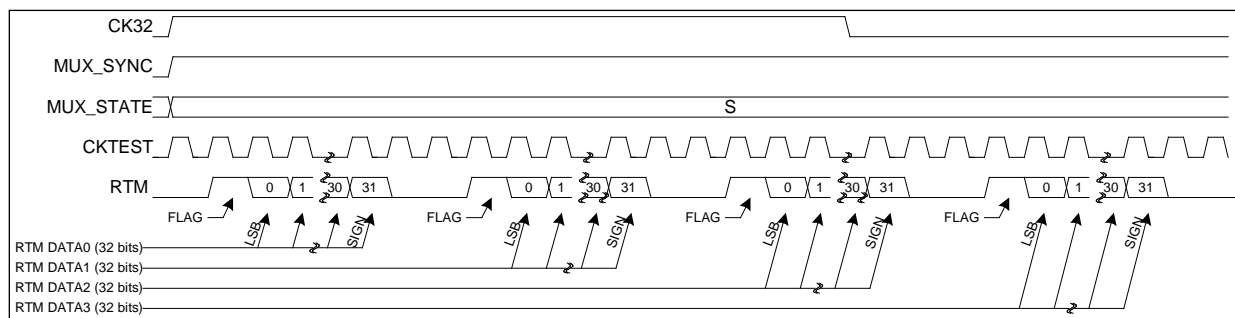 CK32
MUX_SYNC
MUX_STATE S
CKTEST
RTM 0 1 30 31 0 1 30 31 0 1 30 31 0 1 30 31
FLAG FLAG FLAG FLAG
LSB SIGN LSB SIGN LSB SIGN LSB SIGN
RTM DATA0 (32 bits)
RTM DATA1 (32 bits)
RTM DATA2 (32 bits)
RTM DATA3 (32 bits)